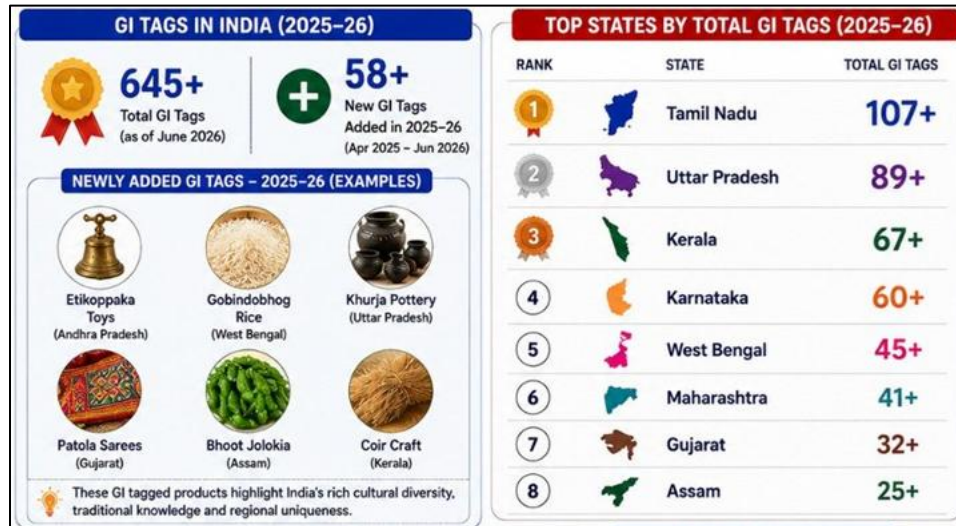 GI TAGS IN INDIA (2025–26)
645+
Total GI Tags
(as of June 2026)
58+
New GI Tags
Added in 2025–26
(Apr 2025 – Jun 2026)
NEWLY ADDED GI TAGS – 2025–26 (EXAMPLES)
Etikoppaka
Toys
(Andhra Pradesh)
Gobindobhog
Rice
(West Bengal)
Khurja Pottery
(Uttar Pradesh)
Patola Sarees
(Gujarat)
Bhoot Jolokia
(Assam)
Coir Craft
(Kerala)
These GI tagged products highlight India's rich cultural diversity,
traditional knowledge and regional uniqueness.
TOP STATES BY TOTAL GI TAGS (2025–26)
RANK STATE TOTAL GI TAGS
1 Tamil Nadu 107+
2 Uttar Pradesh 89+
3 Kerala 67+
4 Karnataka 60+
5 West Bengal 45+
6 Maharashtra 41+
7 Gujarat 32+
8 Assam 25+